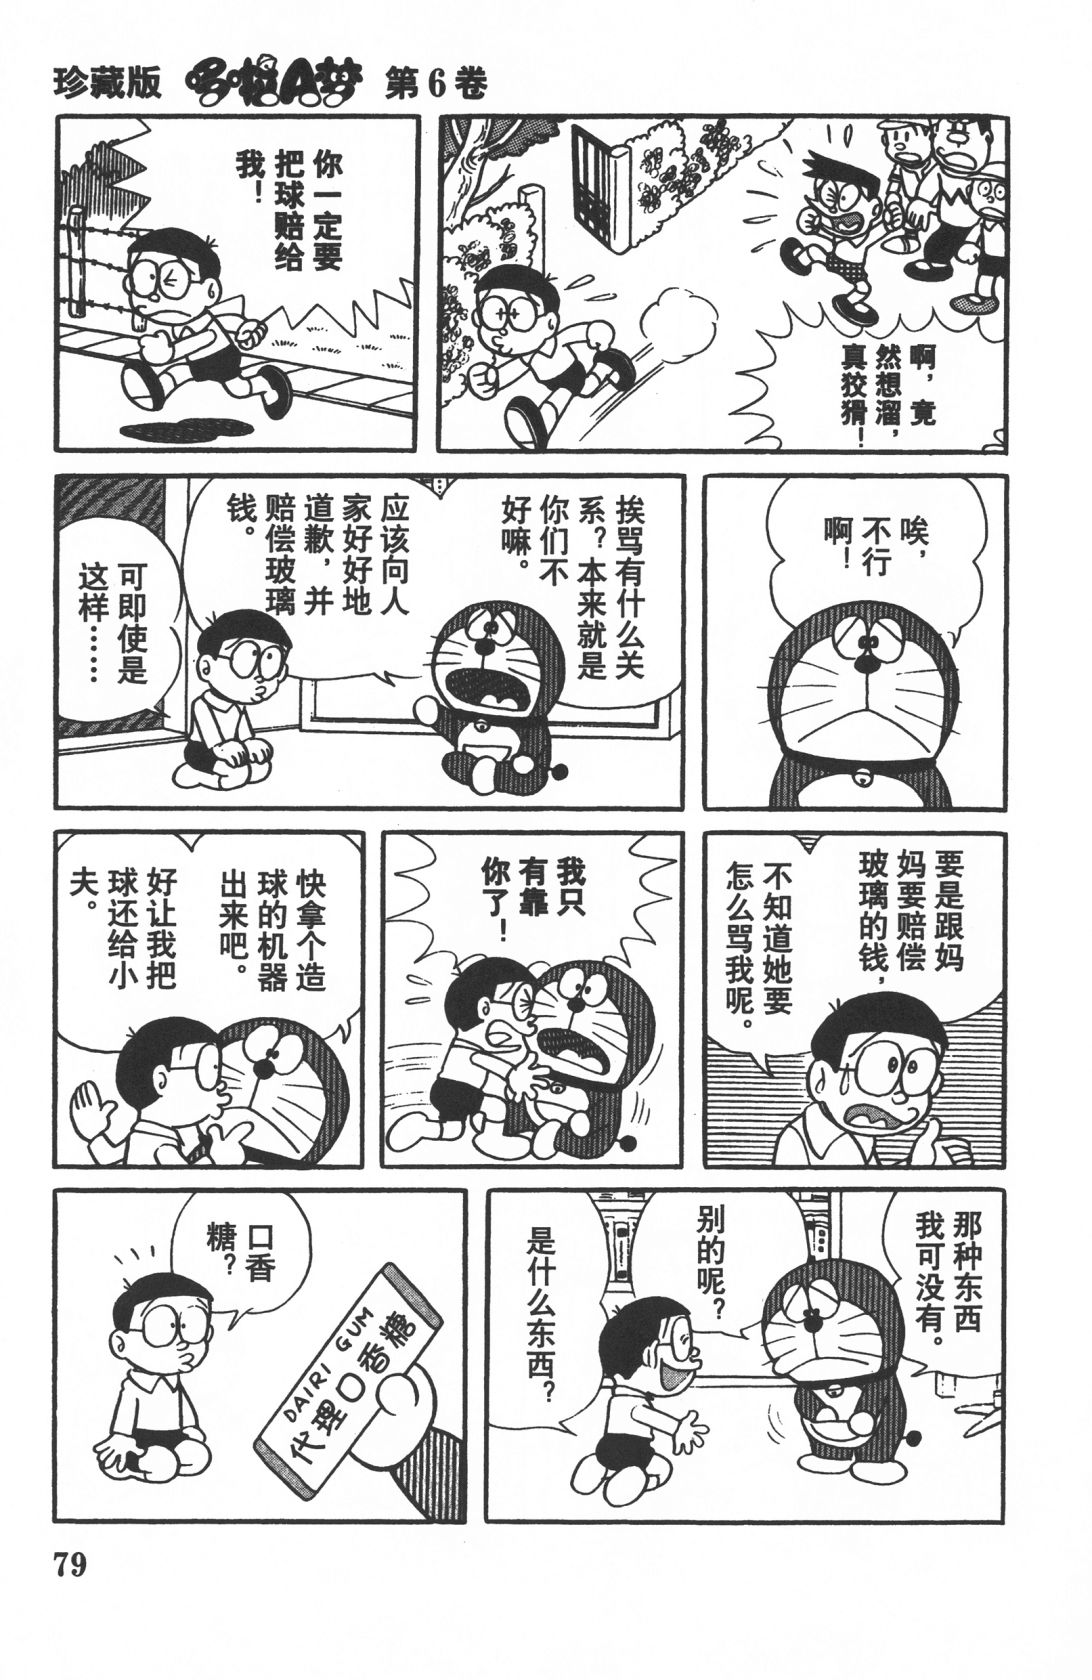 珍藏版 哆啦A梦 第6卷
啊，竟
然想溜，
真狡猾！
你一定要
把球赔给
我！
唉，
不行
啊！
挨骂有什么关
系？本来就是
你们不
好嘛。
应该向人
家好好地
道歉，并
赔偿玻璃
钱。
可即使是
这样……
要是跟妈
妈要赔偿
玻璃的钱，
不知道她要
怎么骂我呢。
我只
有靠
你了！
快拿个造
球的机器
出来吧。
好让我把
球还给小
夫。
那种东西
我可没有。
别的呢？
是什么东西？
口香
糖？
DAIRI GUM
代理口香糖
79